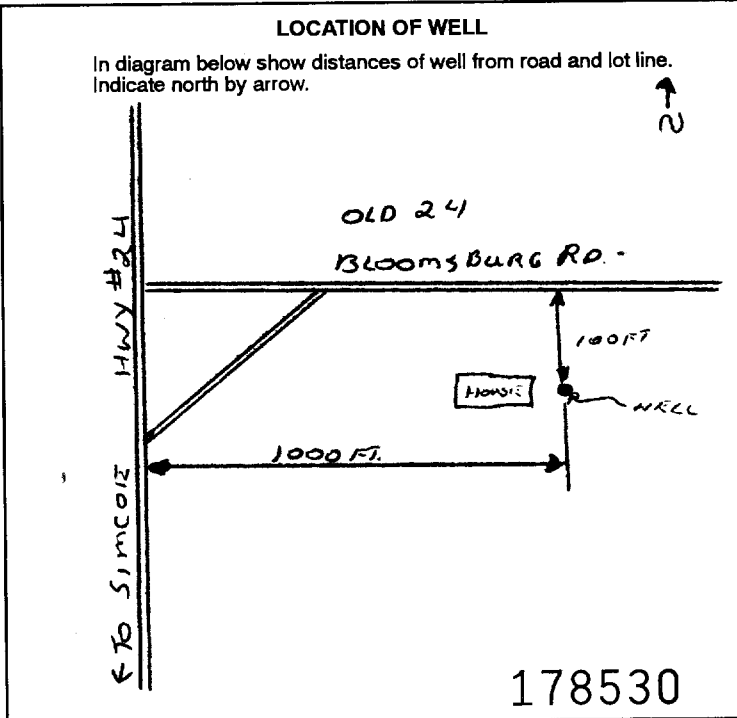 LOCATION OF WELL
In diagram below show distances of well from road and lot line.
Indicate north by arrow.
N
OLD 24
BLOOMSBURG RD.
HWY #24
100 FT
HOUSE
WELL
1000 FT.
← TO SIMCOE
178530